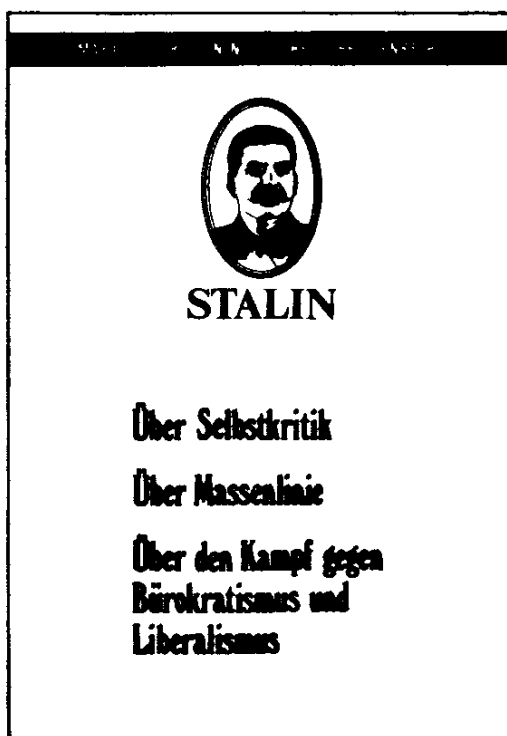 STALIN
Über Selbstkritik
Über Massenlinie
Über den Kampf gegen
Bürokratismus und
Liberalismus